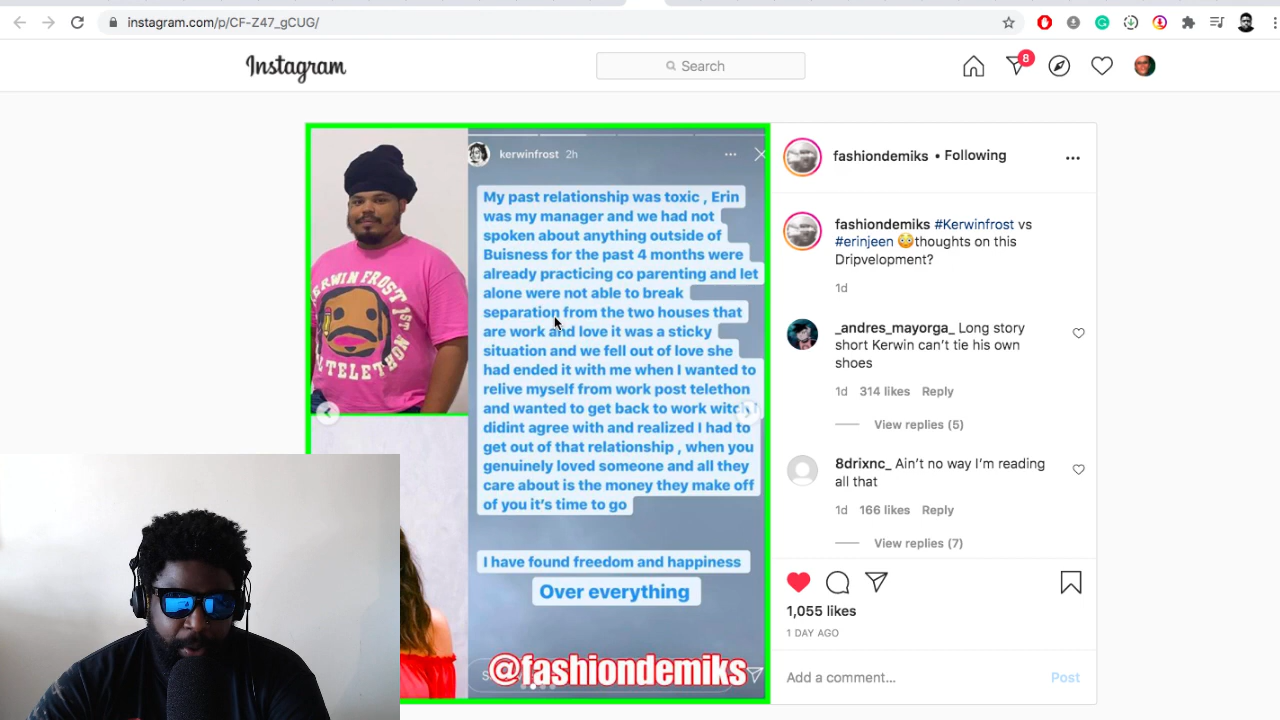 instagram.com/p/CF-Z47_gCUG/
Instagram
Search
8
kerwinfrost 2h
My past relationship was toxic , Erin
was my manager and we had not
spoken about anything outside of
Buisness for the past 4 months were
already practicing co parenting and let
alone were not able to break
separation from the two houses that
are work and love it was a sticky
situation and we fell out of love she
had ended it with me when I wanted to
relive myself from work post telethon
and wanted to get back to work witch I
didint agree with and realized I had to
get out of that relationship , when you
genuinely loved someone and all they
care about is the money they make off
of you it's time to go
I have found freedom and happiness
Over everything
@fashiondemiks
KERWIN FROST 1ST
TELETHON
fashiondemiks • Following
fashiondemiks #Kerwinfrost vs
#erinjeen 😳thoughts on this
Dripvelopment?
1d
_andres_mayorga_ Long story
short Kerwin can't tie his own
shoes
1d 314 likes Reply
View replies (5)
8drixnc_ Ain't no way I'm reading
all that
1d 166 likes Reply
View replies (7)
1,055 likes
1 DAY AGO
Add a comment... Post